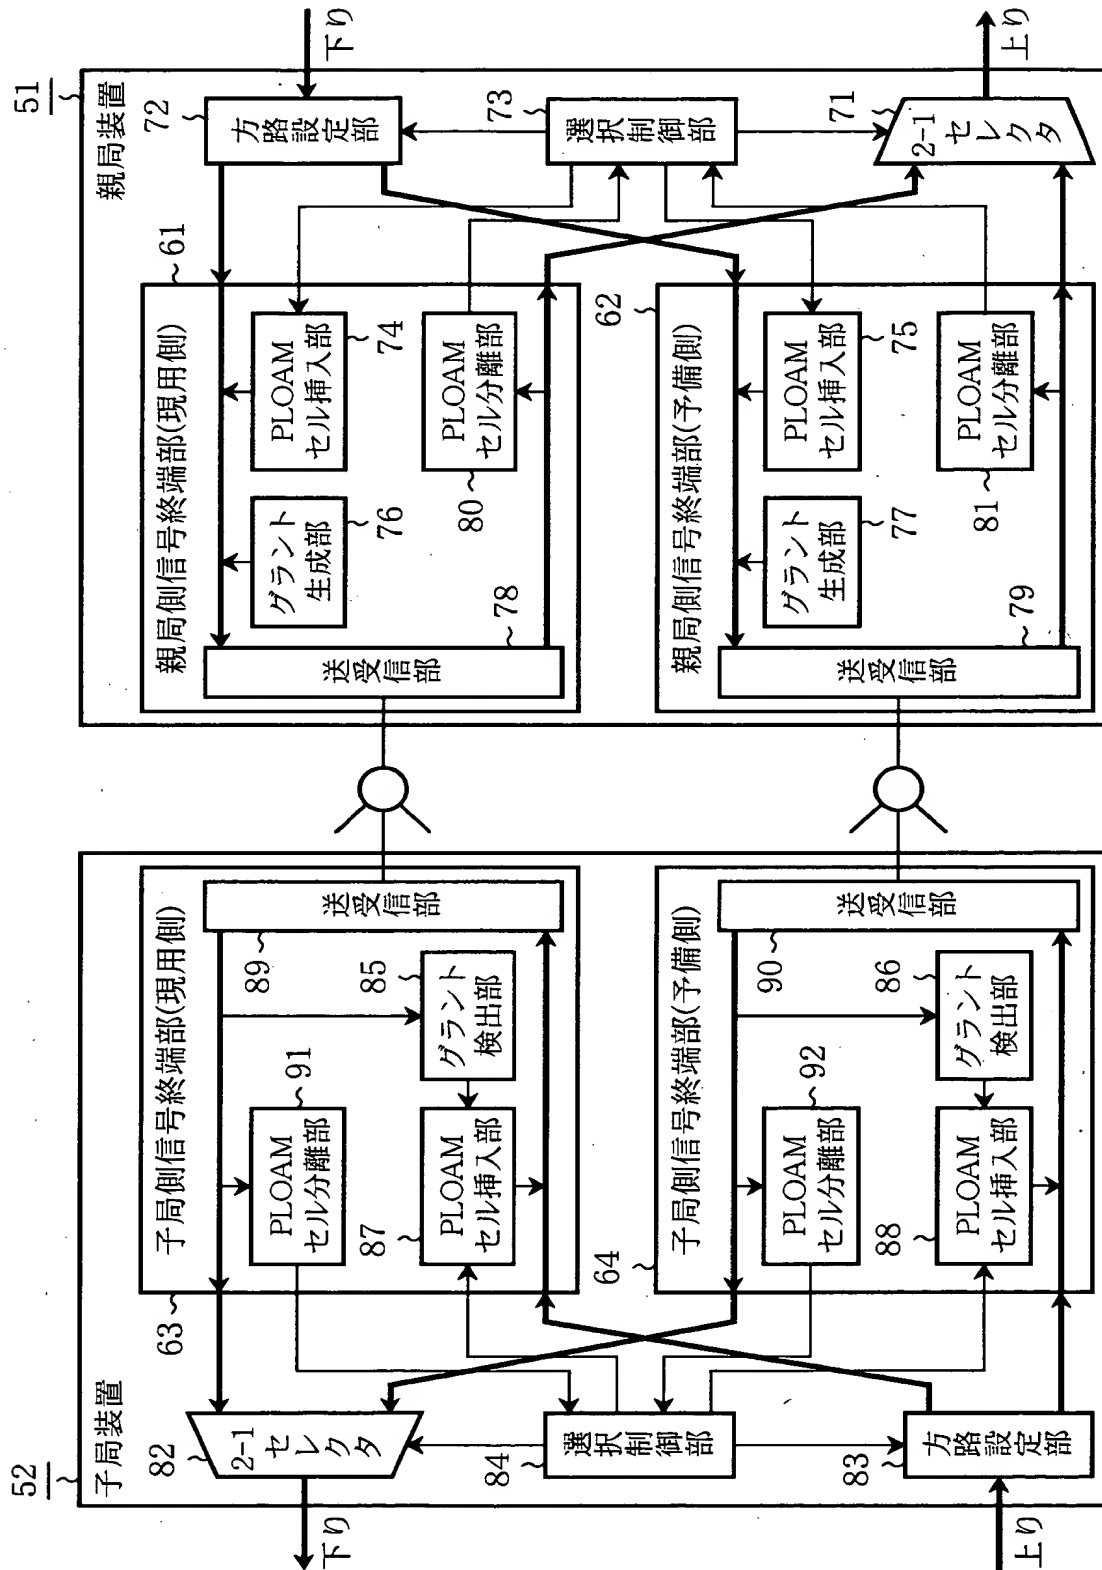 52
子局装置
82
2-1
セレクタ
下り
84
選択制御部
83
方路設定部
上り
63
子局側信号終端部(現用側)
91
PLOAM
セル分離部
87
PLOAM
セル挿入部
85
グラント
検出部
89
送受信部
64
子局側信号終端部(予備側)
92
PLOAM
セル分離部
88
PLOAM
セル挿入部
86
グラント
検出部
90
送受信部
51
親局装置
61
親局側信号終端部(現用側)
78
送受信部
76
グラント
生成部
74
PLOAM
セル挿入部
80
PLOAM
セル分離部
62
親局側信号終端部(予備側)
79
送受信部
77
グラント
生成部
75
PLOAM
セル挿入部
81
PLOAM
セル分離部
72
方路設定部
下り
73
選択制御部
71
2-1
セレクタ
上り